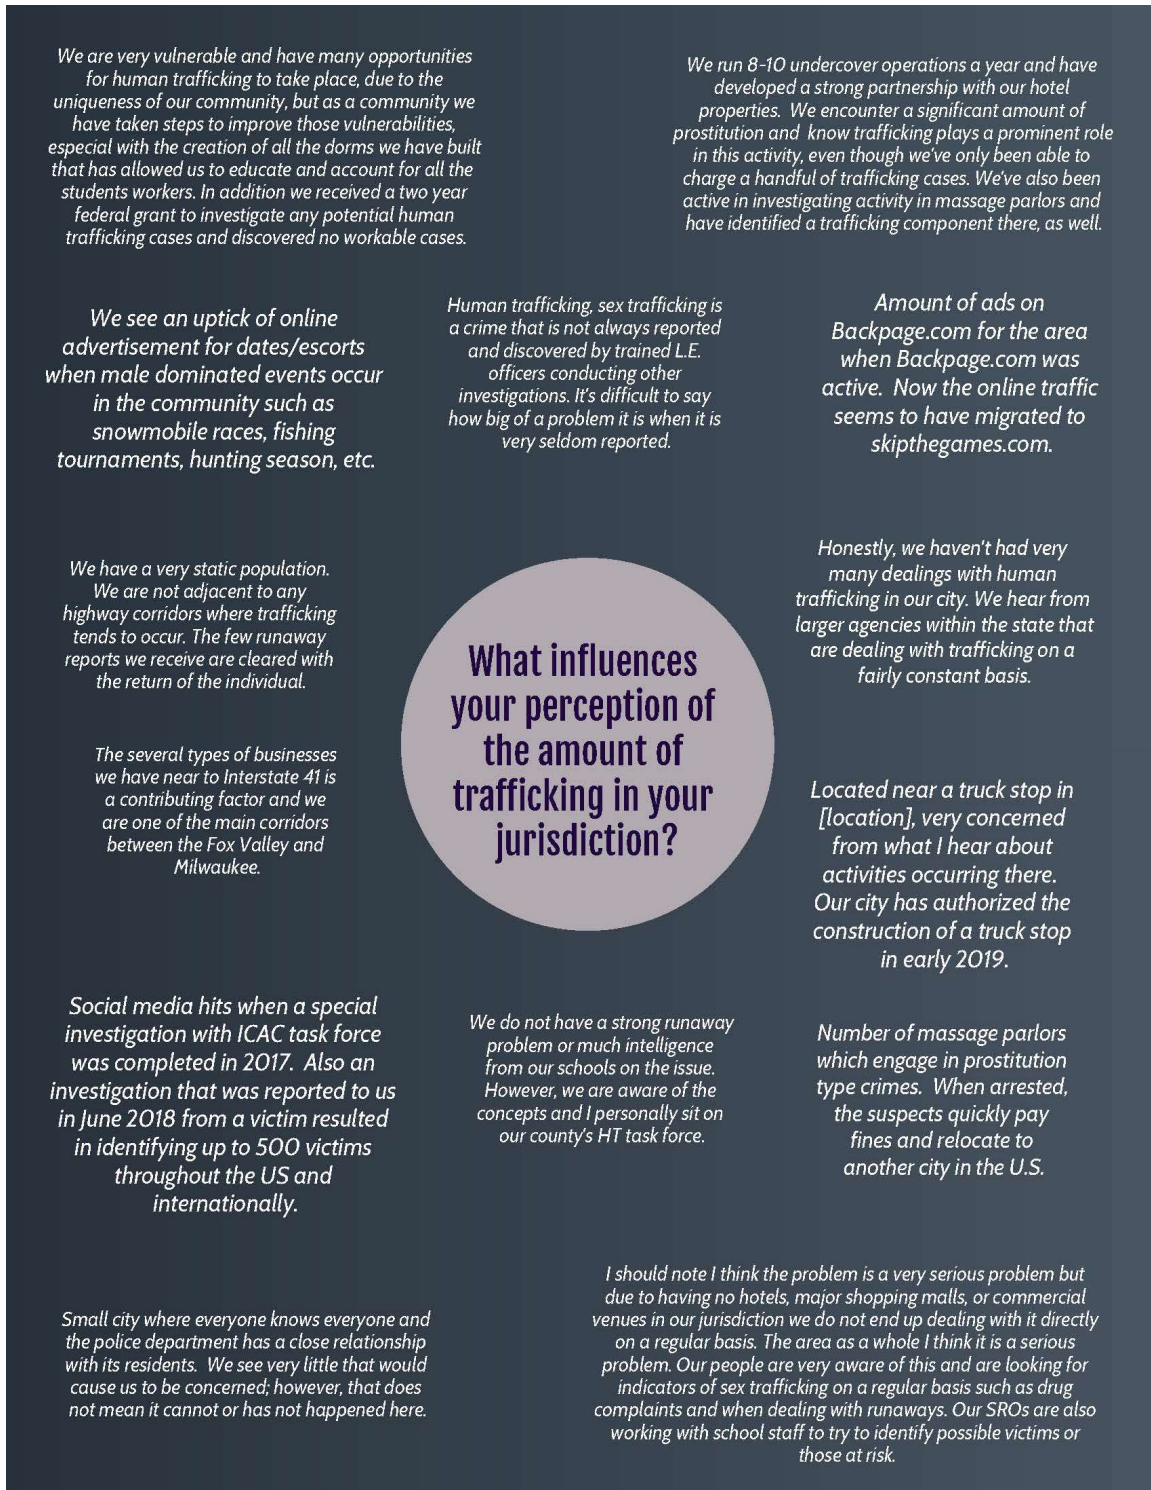 We are very vulnerable and have many opportunities
for human trafficking to take place, due to the
uniqueness of our community, but as a community we
have taken steps to improve those vulnerabilities,
especial with the creation of all the dorms we have built
that has allowed us to educate and account for all the
students workers. In addition we received a two year
federal grant to investigate any potential human
trafficking cases and discovered no workable cases.
We run 8-10 undercover operations a year and have
developed a strong partnership with our hotel
properties. We encounter a significant amount of
prostitution and know trafficking plays a prominent role
in this activity, even though we've only been able to
charge a handful of trafficking cases. We've also been
active in investigating activity in massage parlors and
have identified a trafficking component there, as well.
We see an uptick of online
advertisement for dates/escorts
when male dominated events occur
in the community such as
snowmobile races, fishing
tournaments, hunting season, etc.
Human trafficking, sex trafficking is
a crime that is not always reported
and discovered by trained L.E.
officers conducting other
investigations. It's difficult to say
how big of a problem it is when it is
very seldom reported.
Amount of ads on
Backpage.com for the area
when Backpage.com was
active. Now the online traffic
seems to have migrated to
skipthegames.com.
We have a very static population.
We are not adjacent to any
highway corridors where trafficking
tends to occur. The few runaway
reports we receive are cleared with
the return of the individual.
Honestly, we haven't had very
many dealings with human
trafficking in our city. We hear from
larger agencies within the state that
are dealing with trafficking on a
fairly constant basis.
What influences
your perception of
the amount of
trafficking in your
jurisdiction?
The several types of businesses
we have near to Interstate 41 is
a contributing factor and we
are one of the main corridors
between the Fox Valley and
Milwaukee.
Located near a truck stop in
[location], very concerned
from what I hear about
activities occurring there.
Our city has authorized the
construction of a truck stop
in early 2019.
Social media hits when a special
investigation with ICAC task force
was completed in 2017. Also an
investigation that was reported to us
in June 2018 from a victim resulted
in identifying up to 500 victims
throughout the US and
internationally.
We do not have a strong runaway
problem or much intelligence
from our schools on the issue.
However, we are aware of the
concepts and I personally sit on
our county's HT task force.
Number of massage parlors
which engage in prostitution
type crimes. When arrested,
the suspects quickly pay
fines and relocate to
another city in the U.S.
Small city where everyone knows everyone and
the police department has a close relationship
with its residents. We see very little that would
cause us to be concerned; however, that does
not mean it cannot or has not happened here.
I should note I think the problem is a very serious problem but
due to having no hotels, major shopping malls, or commercial
venues in our jurisdiction we do not end up dealing with it directly
on a regular basis. The area as a whole I think it is a serious
problem. Our people are very aware of this and are looking for
indicators of sex trafficking on a regular basis such as drug
complaints and when dealing with runaways. Our SROs are also
working with school staff to try to identify possible victims or
those at risk.